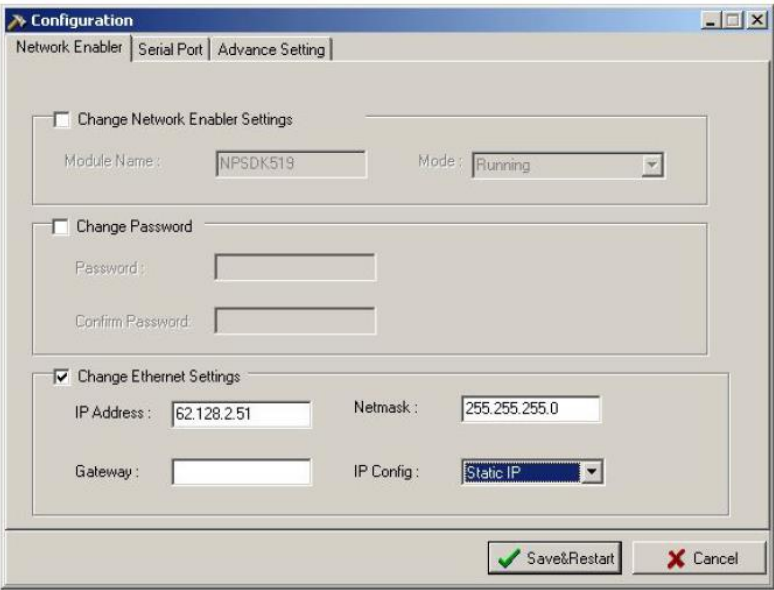 Configuration
Network Enabler Serial Port Advance Setting
Change Network Enabler Settings
Module Name : NPSDK519 Mode : Running
Change Password
Password :
Confirm Password:
Change Ethernet Settings
IP Address : 62.128.2.51 Netmask : 255.255.255.0
Gateway : IP Config : Static IP
Save&Restart Cancel